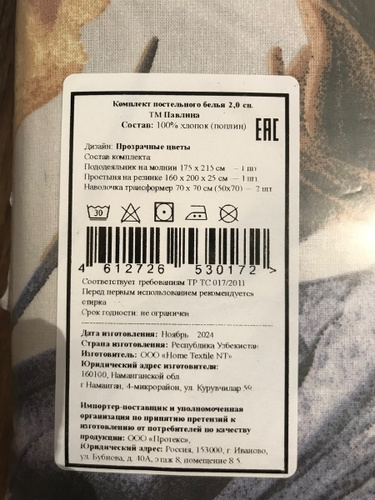 Комплект постельного белья 2,0 сп.
ТМ Павлина
Состав: 100% хлопок (поплин)
EAC
Дизайн: Прозрачные цветы
Состав комплекта
Пододеяльник на молнии 175 х 215 см — 1 шт
Простыня на резинке 160 х 200 х 25 см — 1 шт
Наволочка трансформер 70 х 70 см (50х70) — 2 шт
30
4 612726 530172 >
Соответствует требованиям ТР ТС 017/2011
Перед первым использованием рекомендуется
стирка
Срок годности: не ограничен
Дата изготовления: Ноябрь 2024
Страна изготовления: Республика Узбекистан
Изготовитель: ООО «Home Textile NT»
Юридический адрес изготовителя:
160100, Наманганской обл
г Наманган, 4-микрорайон, ул. Курувчилар 59
Импортер-поставщик и уполномоченная
организация по принятию претензий к
изготовлению от потребителей по качеству
продукции: ООО «Протекс»,
Юридический адрес: Россия, 153000, г Иваново,
ул. Бубнова, д. 40А, этаж 8, помещение 8.5